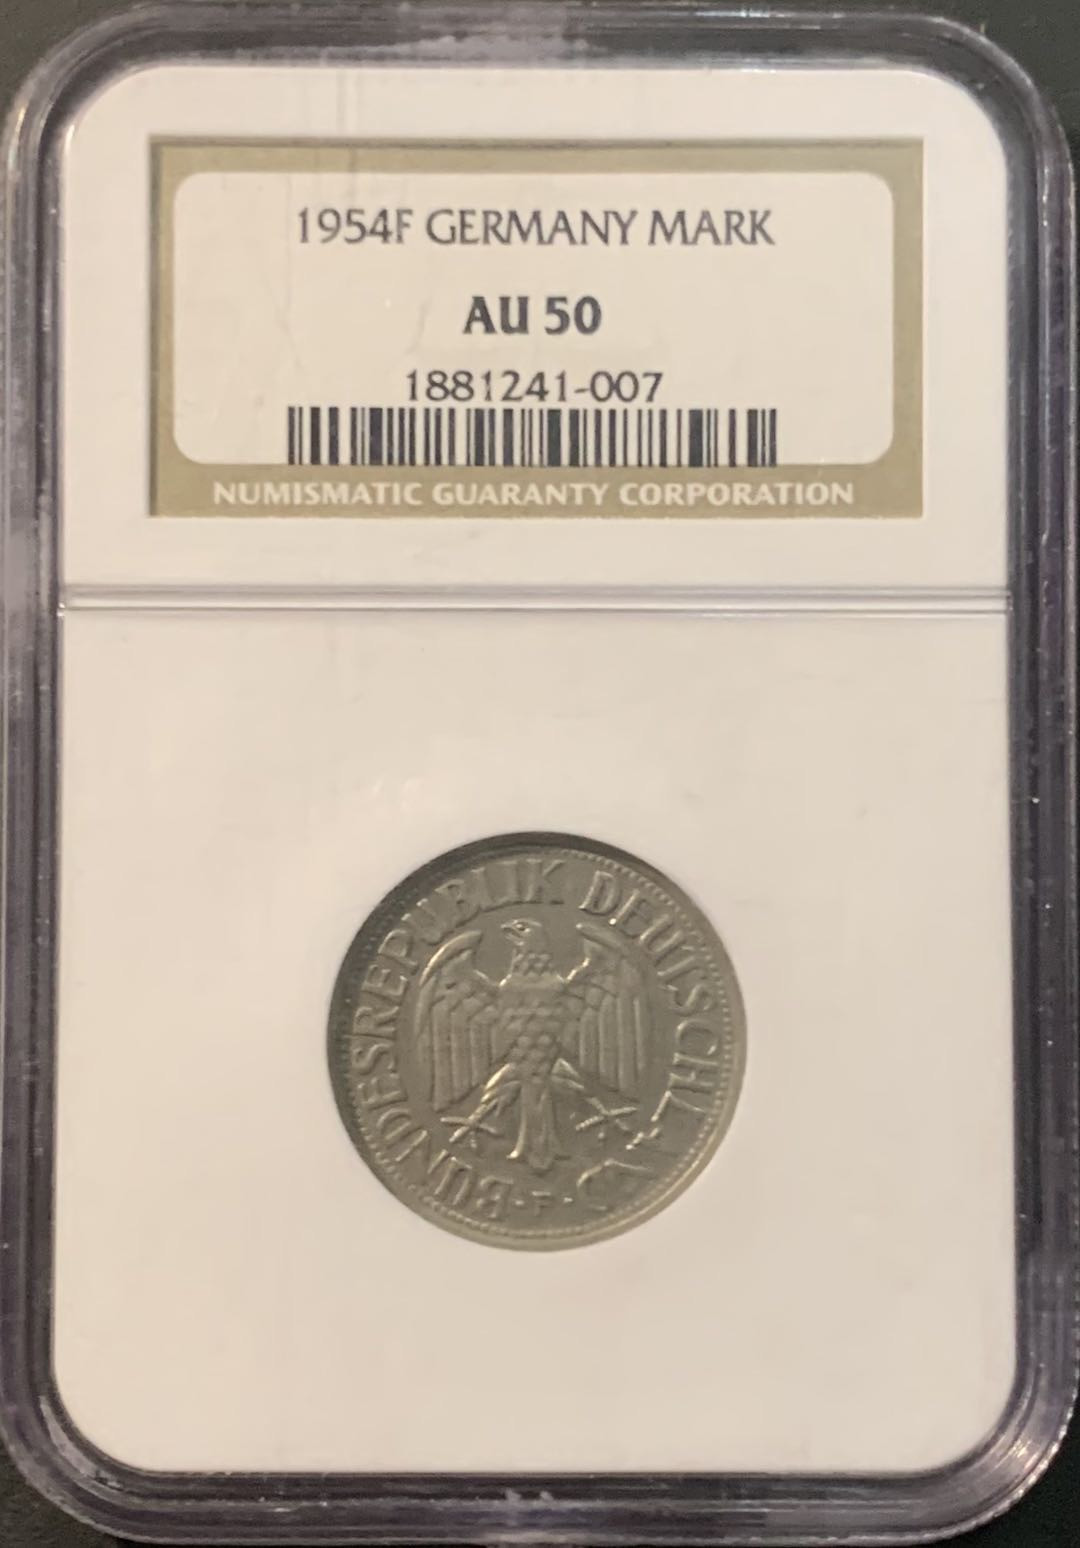 1954F GERMANY MARK
AU 50
1881241-007
NUMISMATIC GUARANTY CORPORATION
BUNDESREPUBLIK DEUTSCHLAND
· F ·